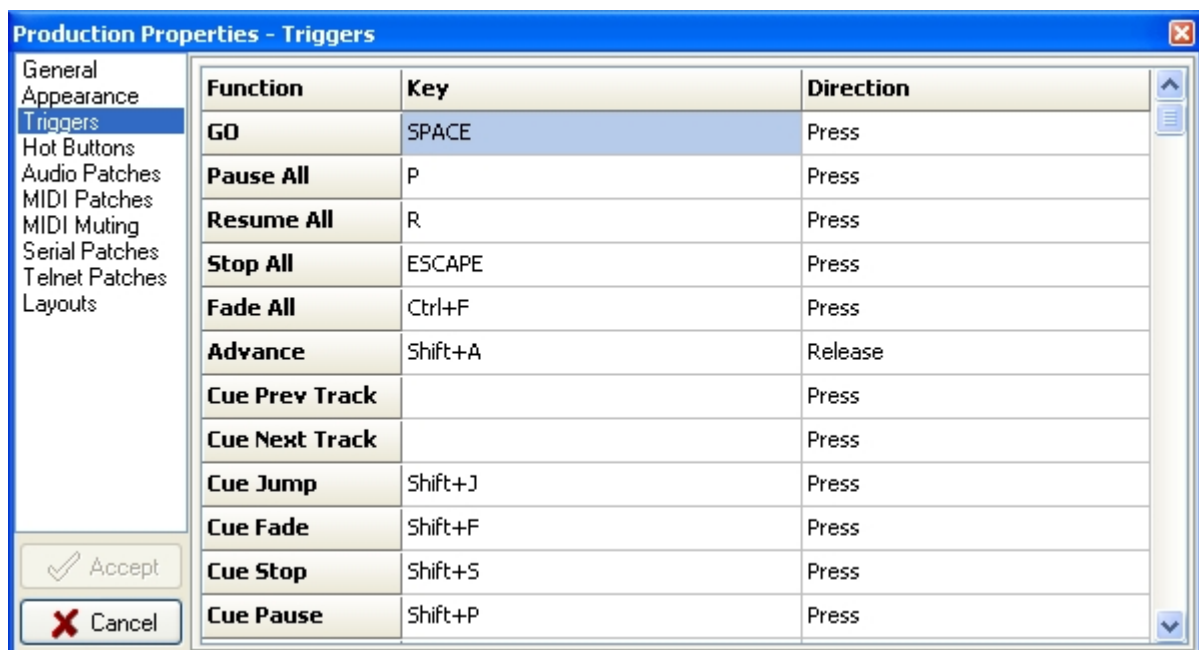 Production Properties - Triggers
General
Appearance
Triggers
Hot Buttons
Audio Patches
MIDI Patches
MIDI Muting
Serial Patches
Telnet Patches
Layouts
Accept
Cancel
Function Key Direction
GO SPACE Press
Pause All P Press
Resume All R Press
Stop All ESCAPE Press
Fade All Ctrl+F Press
Advance Shift+A Release
Cue Prev Track Press
Cue Next Track Press
Cue Jump Shift+J Press
Cue Fade Shift+F Press
Cue Stop Shift+S Press
Cue Pause Shift+P Press